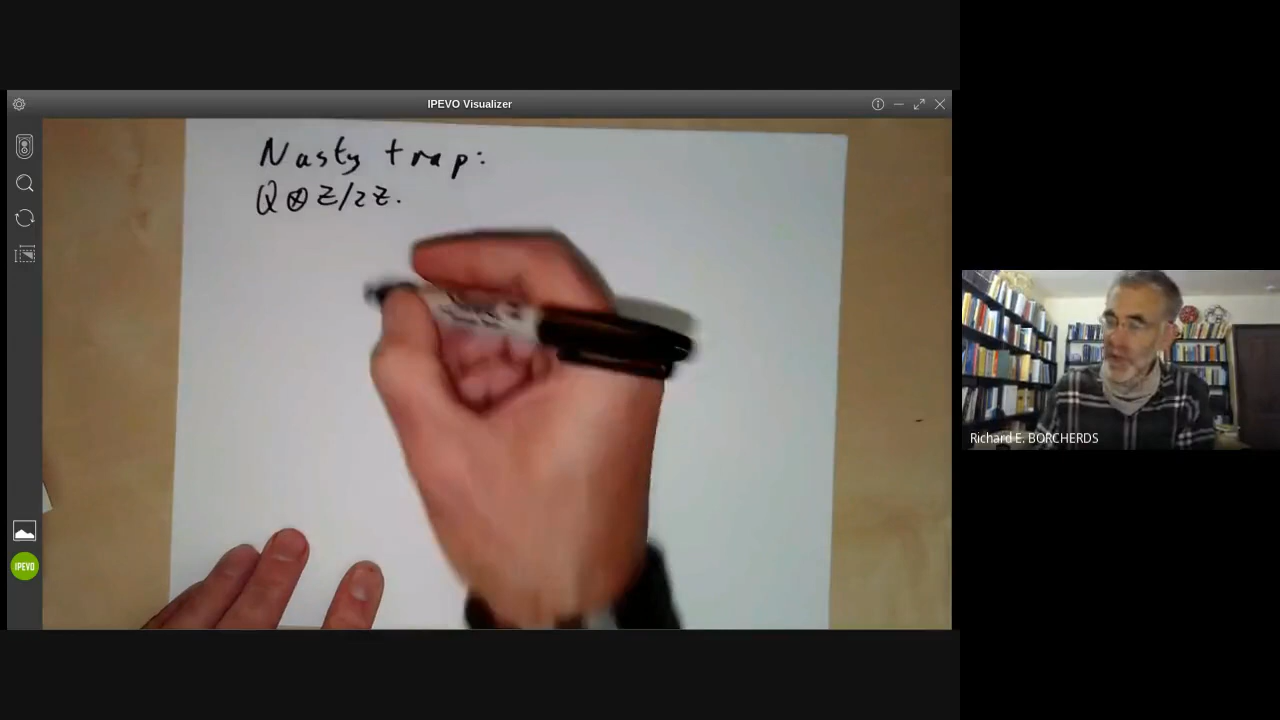 IPEVO Visualizer
Nasty trap:
Q⊗Z/2Z.
Richard E. BORCHERDS
IPEVO